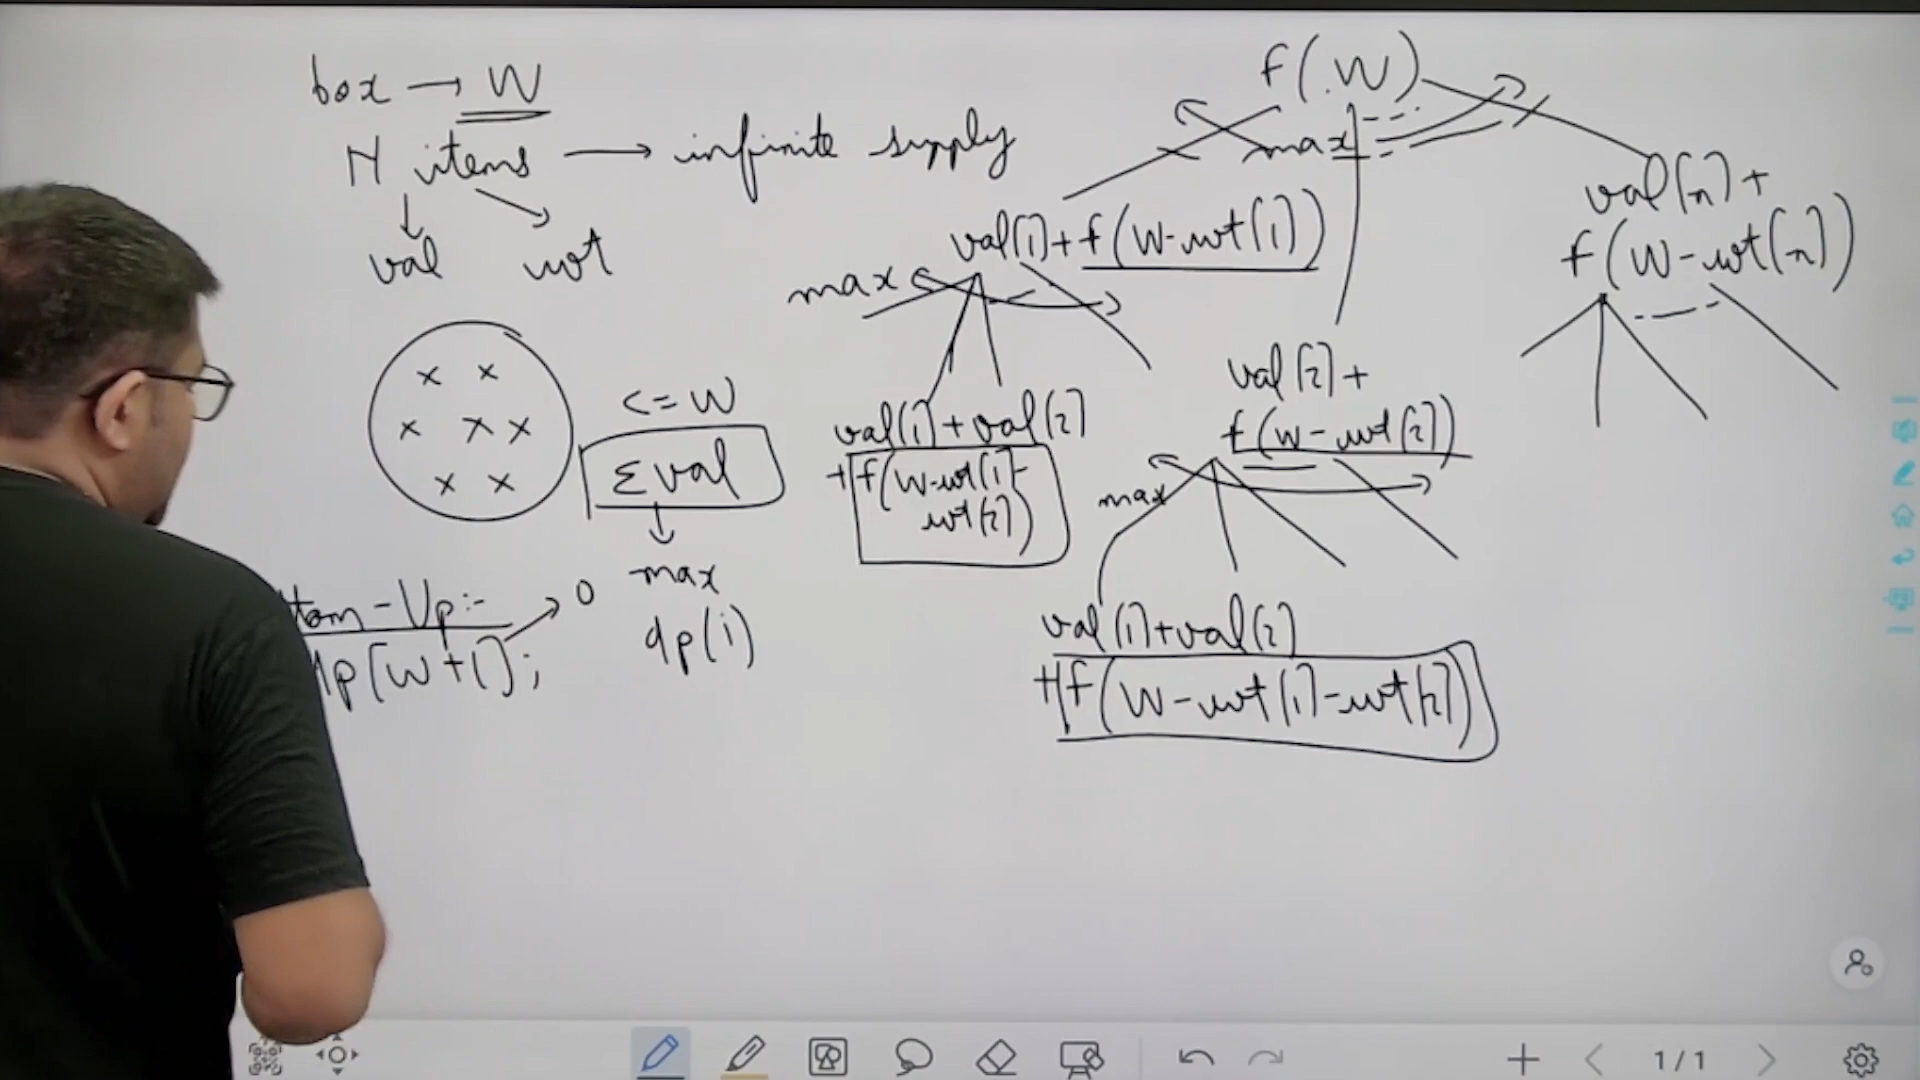 box → W
N items → infinite supply
val wt
<= W
Σval
max
dp(i)
tom-Up:-
dp[W+1]; → 0
f(W)
max
val[1]+f(W-wt[1])
max
val[1]+val[2]
+f(W-wt[1]-
wt[2])
val[2]+
f(W-wt[2])
max
val[1]+val[2]
+f(W-wt[1]-wt[2])
val[n]+
f(W-wt[n])
1/1